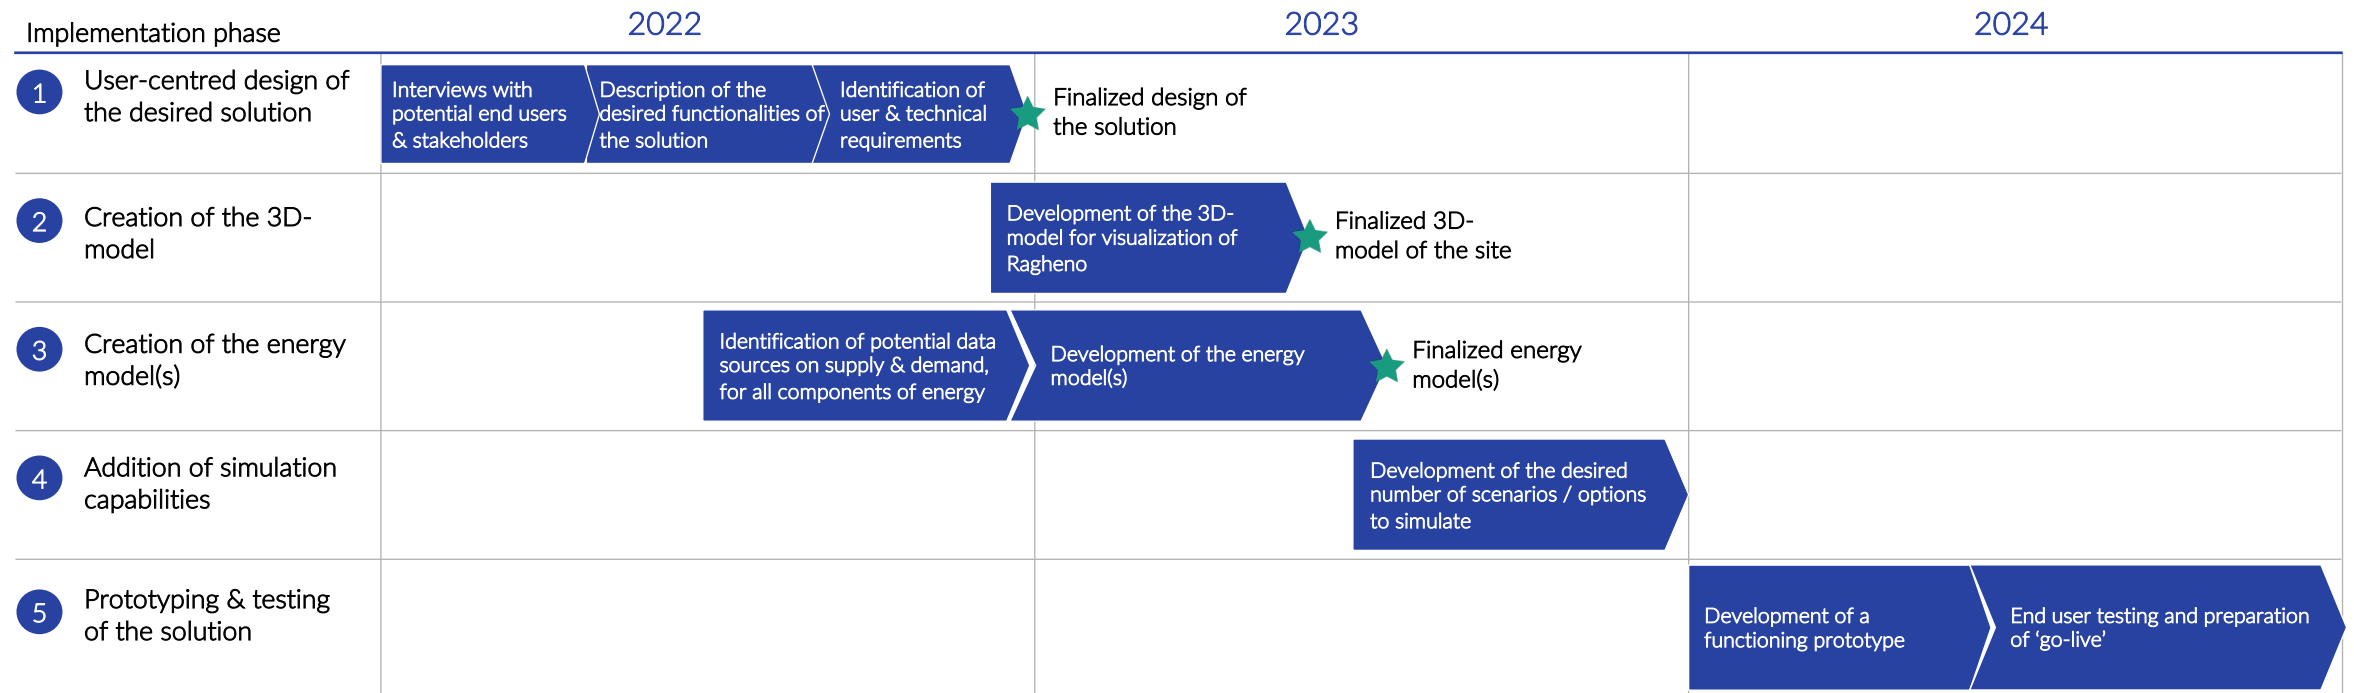 2022
2023
2024
Implementation phase
1
User-centred design of
the desired solution
Interviews with
potential end users
& stakeholders
Description of the
desired functionalities of
the solution
Identification of
user & technical
requirements
Finalized design of
the solution
2
Creation of the 3D-
model
Development of the 3D-
model for visualization of
Ragheno
Finalized 3D-
model of the site
3
Creation of the energy
model(s)
Identification of potential data
sources on supply & demand,
for all components of energy
Development of the energy
model(s)
Finalized energy
model(s)
4
Addition of simulation
capabilities
Development of the desired
number of scenarios / options
to simulate
5
Prototyping & testing
of the solution
Development of a
functioning prototype
End user testing and preparation
of ‘go-live’